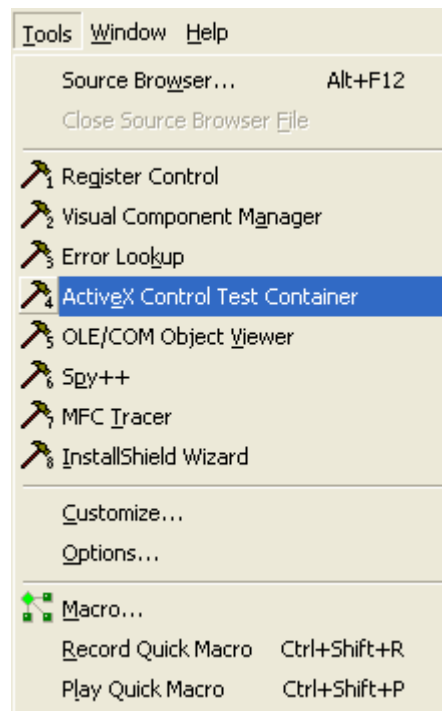 Tools Window Help
Source Browser... Alt+F12
Close Source Browser File
1 Register Control
2 Visual Component Manager
3 Error Lookup
4 ActiveX Control Test Container
5 OLE/COM Object Viewer
6 Spy++
7 MFC Tracer
8 InstallShield Wizard
Customize...
Options...
Macro...
Record Quick Macro Ctrl+Shift+R
Play Quick Macro Ctrl+Shift+P